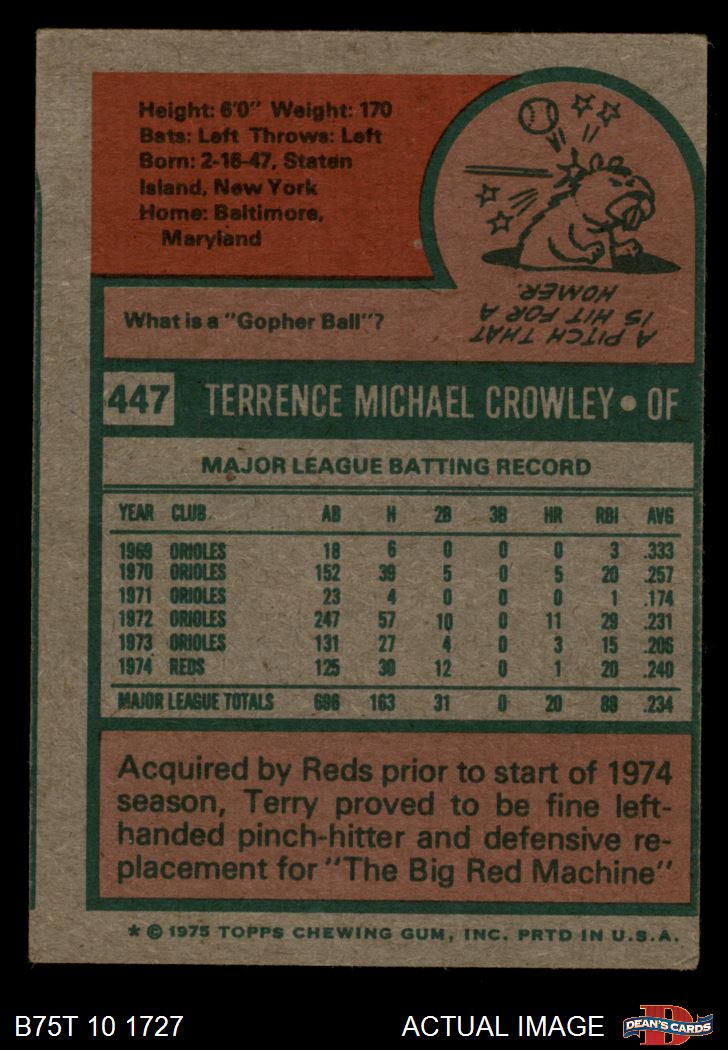 Height: 6'0" Weight: 170
Bats: Left Throws: Left
Born: 2-16-47, Staten
Island, New York
Home: Baltimore,
Maryland
What is a "Gopher Ball"?
A PITCH THAT
IS HIT FOR A
HOMER.
447 TERRENCE MICHAEL CROWLEY • OF
MAJOR LEAGUE BATTING RECORD
YEAR CLUB AB H 2B 3B HR RBI AVG
1969 ORIOLES 18 6 0 0 0 3 .333
1970 ORIOLES 152 39 5 0 5 20 .257
1971 ORIOLES 23 4 0 0 0 1 .174
1972 ORIOLES 247 57 10 0 11 29 .231
1973 ORIOLES 131 27 4 0 3 15 .206
1974 REDS 125 30 12 0 1 20 .240
MAJOR LEAGUE TOTALS 696 163 31 0 20 88 .234
Acquired by Reds prior to start of 1974
season, Terry proved to be fine left-
handed pinch-hitter and defensive re-
placement for "The Big Red Machine"
* © 1975 TOPPS CHEWING GUM, INC. PRTD IN U.S.A.
B75T 10 1727 ACTUAL IMAGE
DEAN'S CARDS